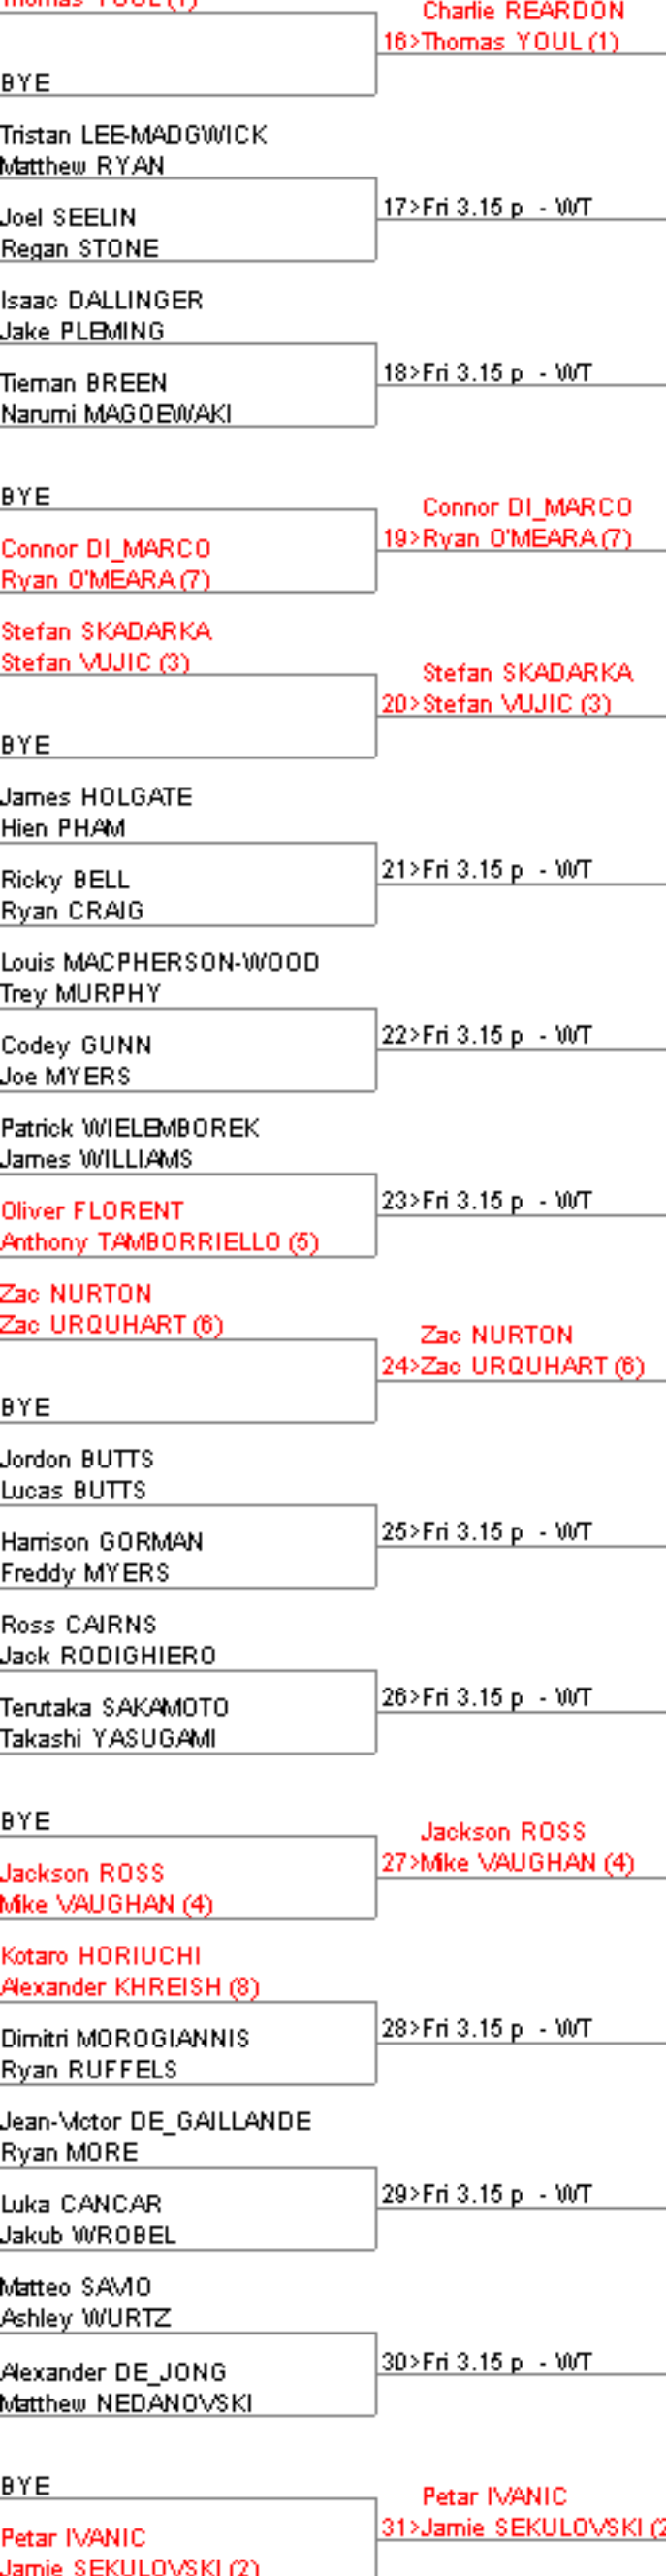 Thomas YOUL (1)
Charlie REARDON
16>Thomas YOUL (1)
BYE
Tristan LEE-MADGWICK
Matthew RYAN
17>Fri 3.15 p - WT
Joel SEELIN
Regan STONE
Isaac DALLINGER
Jake PLEMING
18>Fri 3.15 p - WT
Tiernan BREEN
Narumi MAGOEWAKI
BYE
Connor DI_MARCO
19>Ryan O'MEARA (7)
Connor DI_MARCO
Ryan O'MEARA (7)
Stefan SKADARKA
Stefan VUJIC (3)
Stefan SKADARKA
20>Stefan VUJIC (3)
BYE
James HOLGATE
Hien PHAM
21>Fri 3.15 p - WT
Ricky BELL
Ryan CRAIG
Louis MACPHERSON-WOOD
Trey MURPHY
22>Fri 3.15 p - WT
Codey GUNN
Joe MYERS
Patrick WIELEMBOREK
James WILLIAMS
23>Fri 3.15 p - WT
Oliver FLORENT
Anthony TAMBORRIELLO (5)
Zac NURTON
Zac URQUHART (6)
Zac NURTON
24>Zac URQUHART (6)
BYE
Jordon BUTTS
Lucas BUTTS
25>Fri 3.15 p - WT
Harrison GORMAN
Freddy MYERS
Ross CAIRNS
Jack RODIGHIERO
26>Fri 3.15 p - WT
Terutaka SAKAMOTO
Takashi YASUGAMI
BYE
Jackson ROSS
27>Mike VAUGHAN (4)
Jackson ROSS
Mike VAUGHAN (4)
Kotaro HORIUCHI
Alexander KHREISH (8)
28>Fri 3.15 p - WT
Dimitri MOROGIANNIS
Ryan RUFFELS
Jean-Victor DE_GAILLANDE
Ryan MORE
29>Fri 3.15 p - WT
Luka CANCAR
Jakub WROBEL
Matteo SAVIO
Ashley WURTZ
30>Fri 3.15 p - WT
Alexander DE_JONG
Matthew NEDANOVSKI
BYE
Petar IVANIC
31>Jamie SEKULOVSKI (2
Petar IVANIC
Jamie SEKULOVSKI (2)